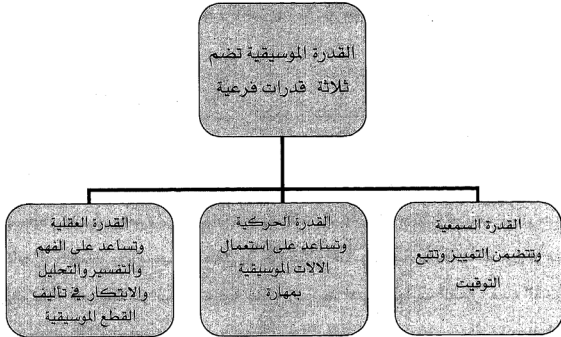 القدرة الموسيقية تضم
ثلاثة قدرات فرعية
القدرة السمعية
وتتضمن التمييز وتتبع
التوقيت
القدرة الحركية
وتساعد على استعمال
الالات الموسيقية
بمهارة
القدرة العقلية
وتساعد على الفهم
والتفسير والتحليل
والابتكار في تأليف
القطع الموسيقية